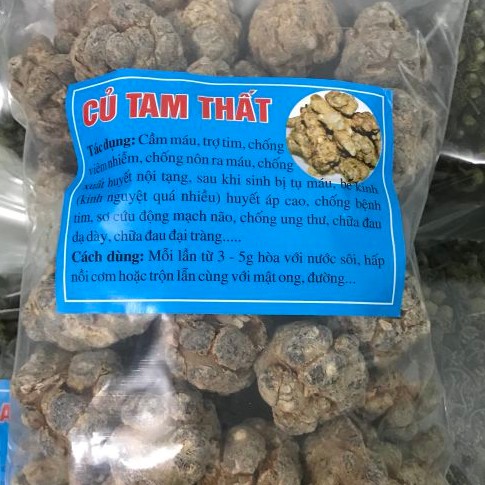 CỦ TAM THẤT
Tác dụng: Cầm máu, trợ tim, chống
viêm nhiễm, chống nôn ra máu, chống
xuất huyết nội tạng, sau khi sinh bị tụ máu, bế kinh
(kinh nguyệt quá nhiều) huyết áp cao, chống bệnh
tim, sơ cứu động mạch não, chống ung thư, chữa đau
dạ dày, chữa đau đại tràng.....
Cách dùng: Mỗi lần từ 3 - 5g hòa với nước sôi, hấp
nồi cơm hoặc trộn lẫn cùng với mật ong, đường...